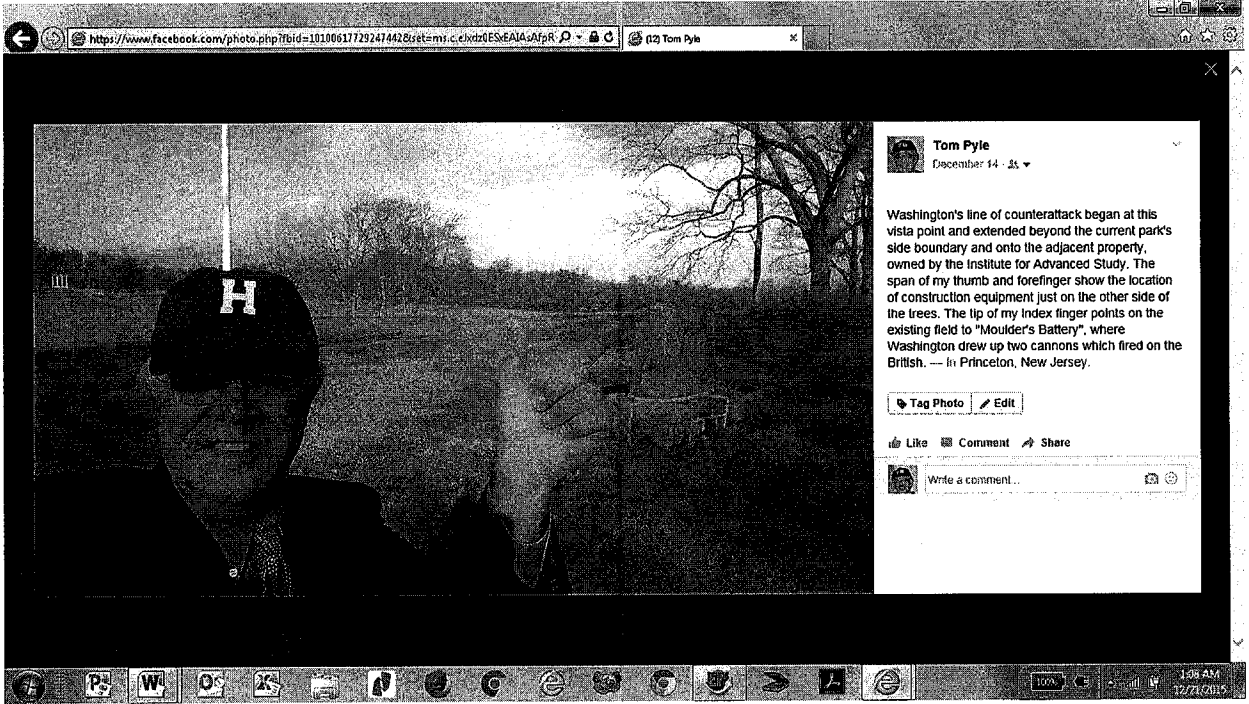 https://www.facebook.com/photo.php?fbid=10100617729247442&set=ms.c.eJxdz0ESxEAIAsAfpR
(12) Tom Pyle
H
Tom Pyle
December 14
Washington's line of counterattack began at this
vista point and extended beyond the current park's
side boundary and onto the adjacent property,
owned by the Institute for Advanced Study. The
span of my thumb and forefinger show the location
of construction equipment just on the other side of
the trees. The tip of my index finger points on the
existing field to "Moulder's Battery", where
Washington drew up two cannons which fired on the
British. — in Princeton, New Jersey.
Tag Photo Edit
Like Comment Share
Write a comment...
100%
1:08 AM
12/21/2015